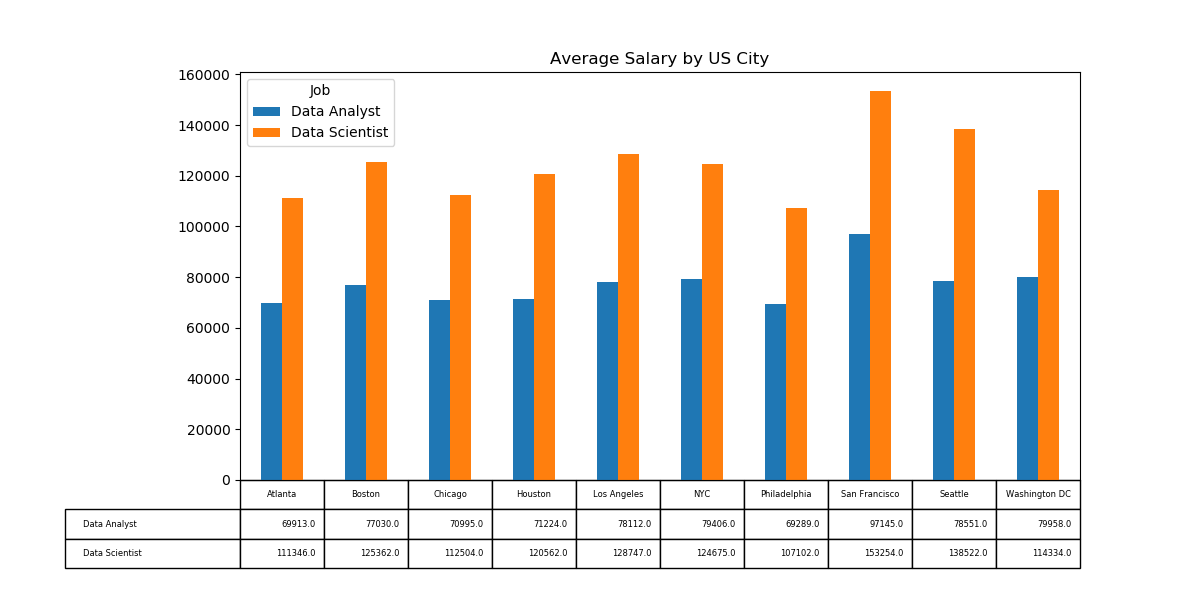 Average Salary by US City
160000
140000
120000
100000
80000
60000
40000
20000
0
Job
Data Analyst
Data Scientist
Atlanta Boston Chicago Houston Los Angeles NYC Philadelphia San Francisco Seattle Washington DC
Data Analyst 69913.0 77030.0 70995.0 71224.0 78112.0 79406.0 69289.0 97145.0 78551.0 79958.0
Data Scientist 111346.0 125362.0 112504.0 120562.0 128747.0 124675.0 107102.0 153254.0 138522.0 114334.0